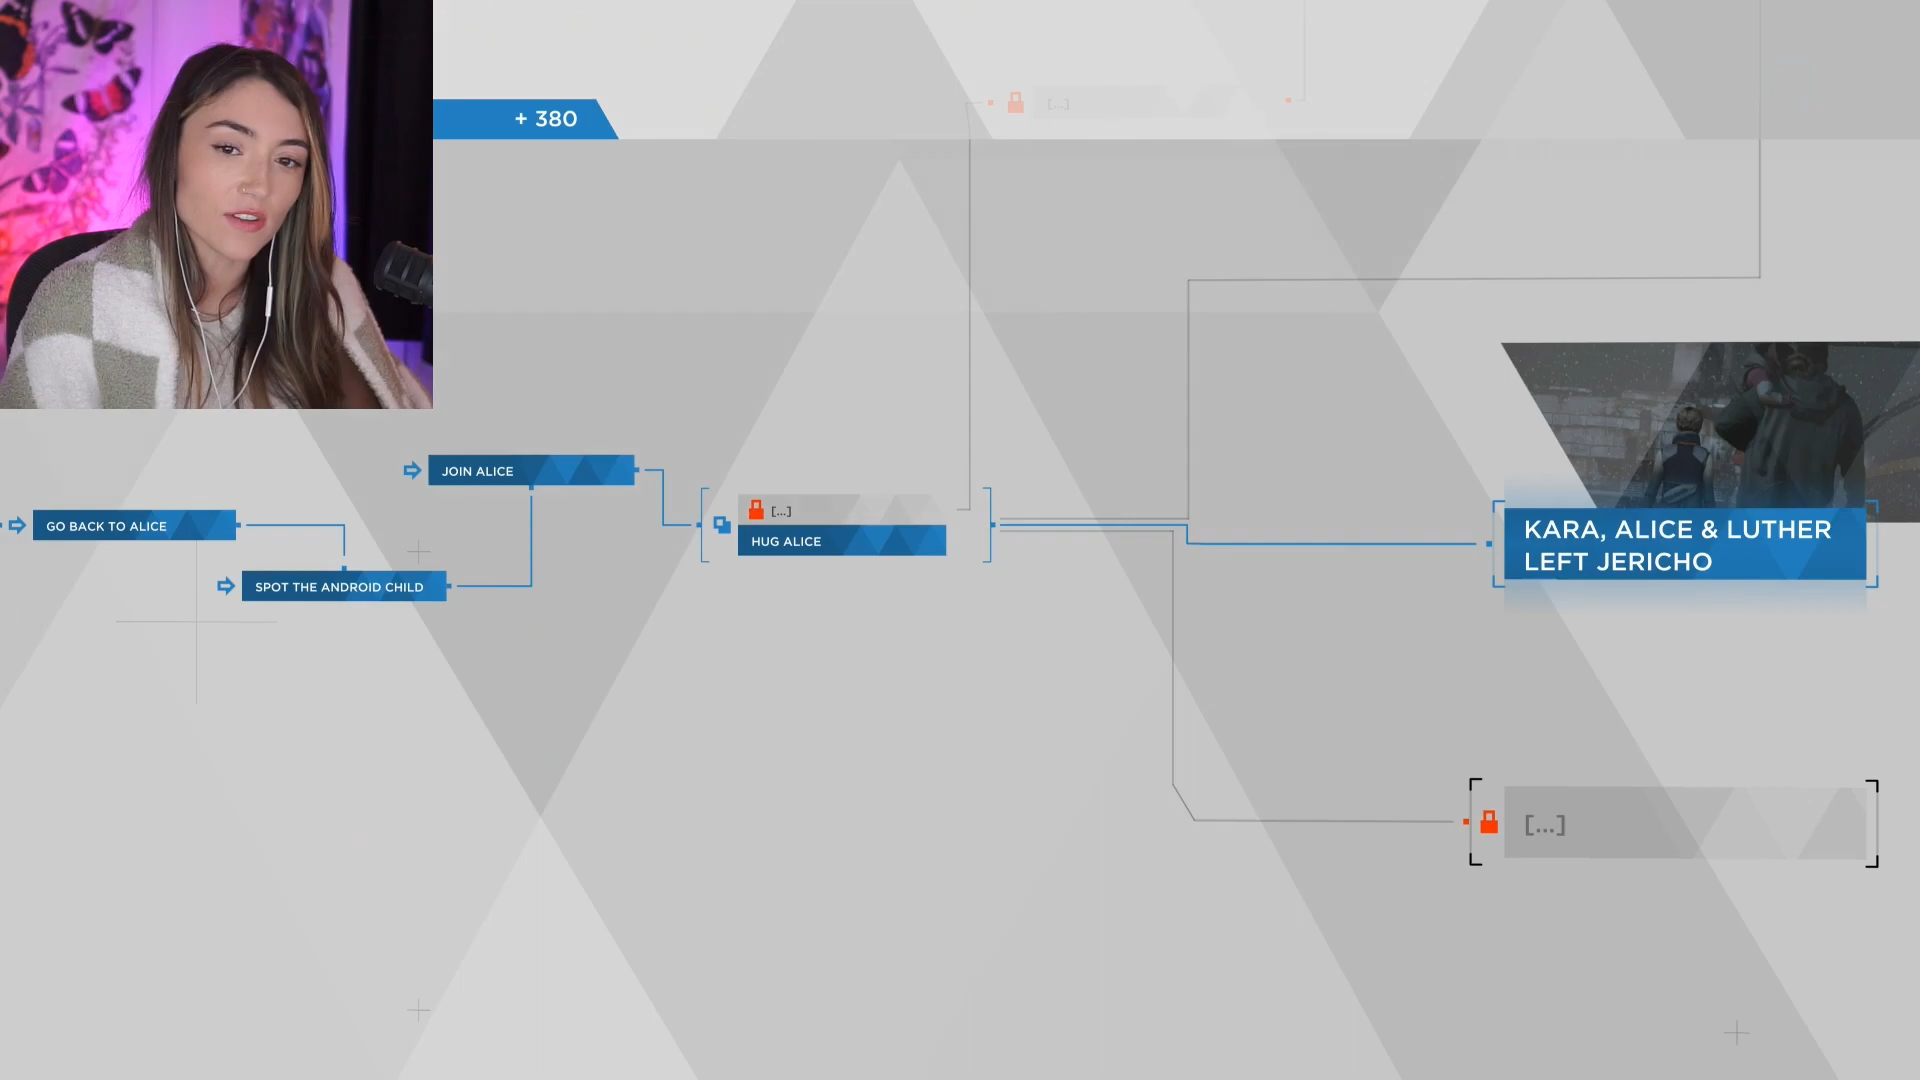 + 380
[...]
JOIN ALICE
[...]
GO BACK TO ALICE
HUG ALICE
KARA, ALICE & LUTHER
LEFT JERICHO
SPOT THE ANDROID CHILD
[...]